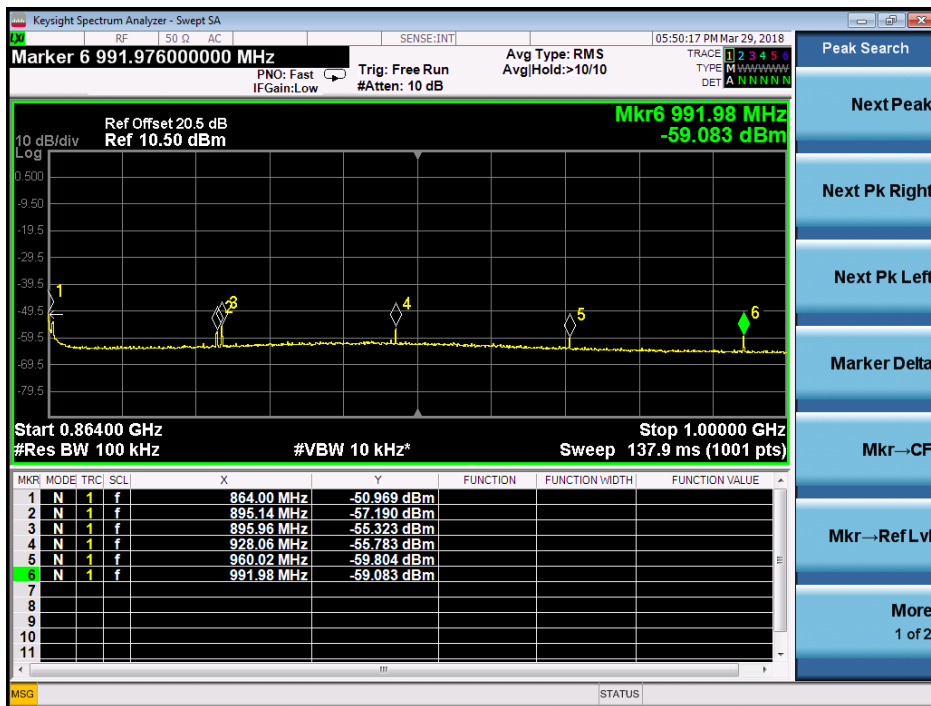 Keysight Spectrum Analyzer - Swept SA
LXI RF 50 Ω AC SENSE:INT 05:50:17 PM Mar 29, 2018
Marker 6 991.976000000 MHz
PNO: Fast
IFGain:Low
Trig: Free Run
#Atten: 10 dB
Avg Type: RMS
Avg|Hold:>10/10
TRACE 1 2 3 4 5 6
TYPE M WWWWW
DET A N N N N N
Mkr6 991.98 MHz
-59.083 dBm
Ref Offset 20.5 dB
10 dB/div Ref 10.50 dBm
Log
0.500
-9.50
-19.5
-29.5
-39.5
-49.5
-59.5
-69.5
-79.5
1
2
3
4
5
6
Start 0.86400 GHz Stop 1.00000 GHz
#Res BW 100 kHz #VBW 10 kHz* Sweep 137.9 ms (1001 pts)
MKR MODE TRC SCL X Y FUNCTION FUNCTION WIDTH FUNCTION VALUE
1 N 1 f 864.00 MHz -50.969 dBm
2 N 1 f 895.14 MHz -57.190 dBm
3 N 1 f 895.96 MHz -55.323 dBm
4 N 1 f 928.06 MHz -55.783 dBm
5 N 1 f 960.02 MHz -59.804 dBm
6 N 1 f 991.98 MHz -59.083 dBm
7
8
9
10
11
MSG STATUS
Peak Search
Next Peak
Next Pk Right
Next Pk Left
Marker Delta
Mkr→CF
Mkr→Ref Lvl
More
1 of 2